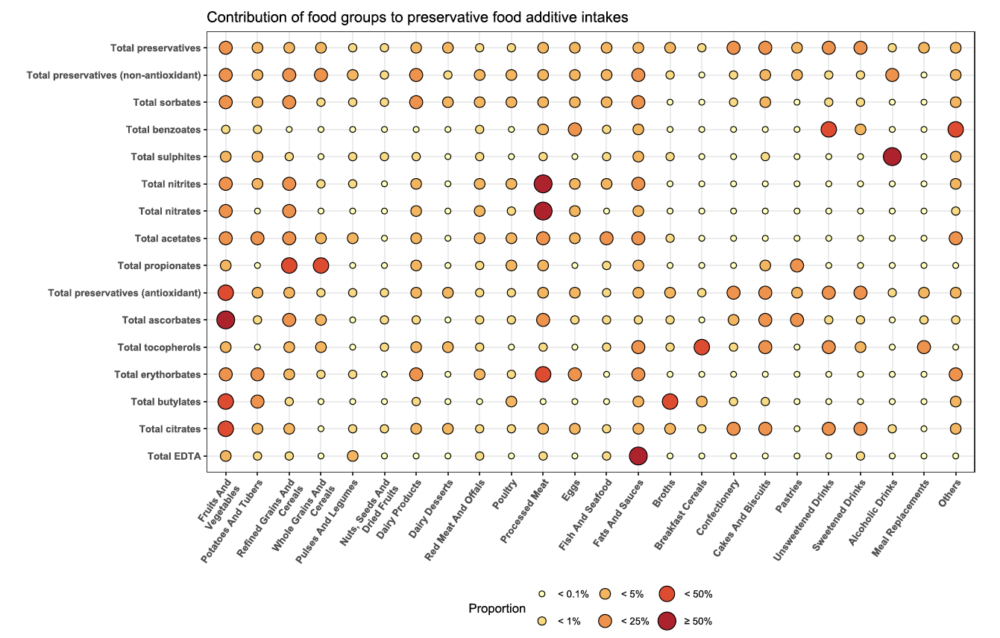 Contribution of food groups to preservative food additive intakes
Total preservatives
Total preservatives (non-antioxidant)
Total sorbates
Total benzoates
Total sulphites
Total nitrites
Total nitrates
Total acetates
Total propionates
Total preservatives (antioxidant)
Total ascorbates
Total tocopherols
Total erythorbates
Total butylates
Total citrates
Total EDTA
Fruits And
Vegetables
Potatoes And Tubers
Refined Grains And
Cereals
Whole Grains And
Cereals
Pulses And Legumes
Nuts, Seeds And
Dried Fruits
Dairy Products
Dairy Desserts
Red Meat And Offals
Poultry
Processed Meat
Eggs
Fish And Seafood
Fats And Sauces
Broths
Breakfast Cereals
Confectionery
Cakes And Biscuits
Pastries
Unsweetened Drinks
Sweetened Drinks
Alcoholic Drinks
Meal Replacements
Others
Proportion
< 0.1%
< 5%
< 50%
< 1%
< 25%
≥ 50%